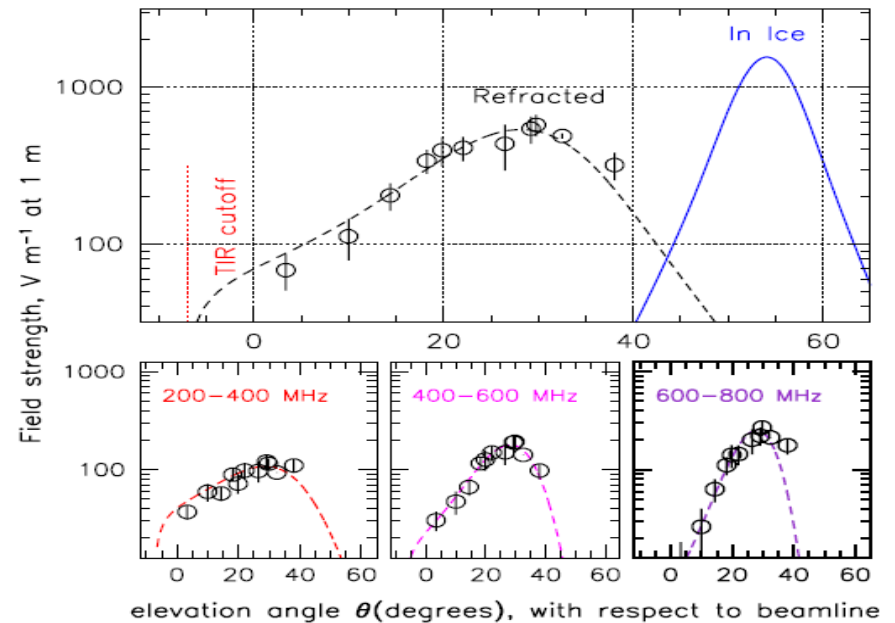 In Ice
1000
Refracted
TIR cutoff
100
0 20 40 60
Field strength, V m⁻¹ at 1 m
1000
200–400 MHz 400–600 MHz 600–800 MHz
100
0 20 40 60 0 20 40 60 0 20 40 60
elevation angle θ(degrees), with respect to beamline